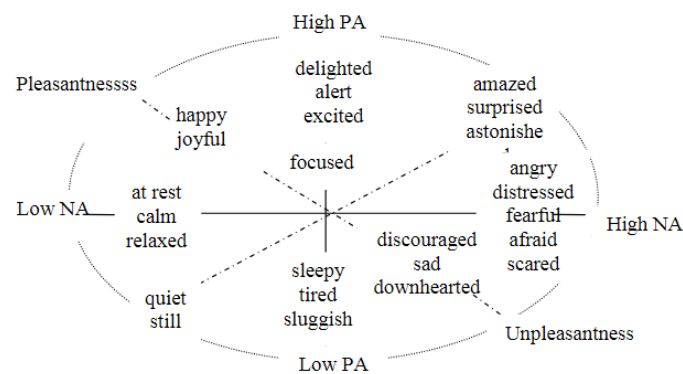 High PA
delighted
alert
excited
focused
Pleasantnessss
happy
joyful
amazed
surprised
astonishe
angry
distressed
fearful
afraid
scared
Low NA
at rest
calm
relaxed
High NA
discouraged
sad
downhearted
sleepy
tired
sluggish
quiet
still
Unpleasantness
Low PA